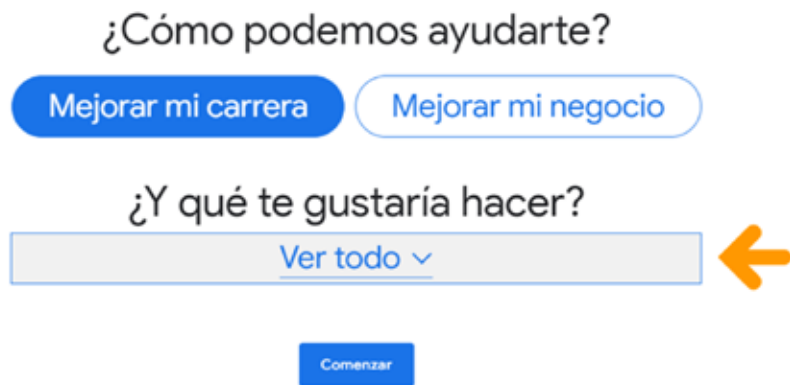 ¿Cómo podemos ayudarte?
Mejorar mi carrera
Mejorar mi negocio
¿Y qué te gustaría hacer?
Ver todo
Comenzar